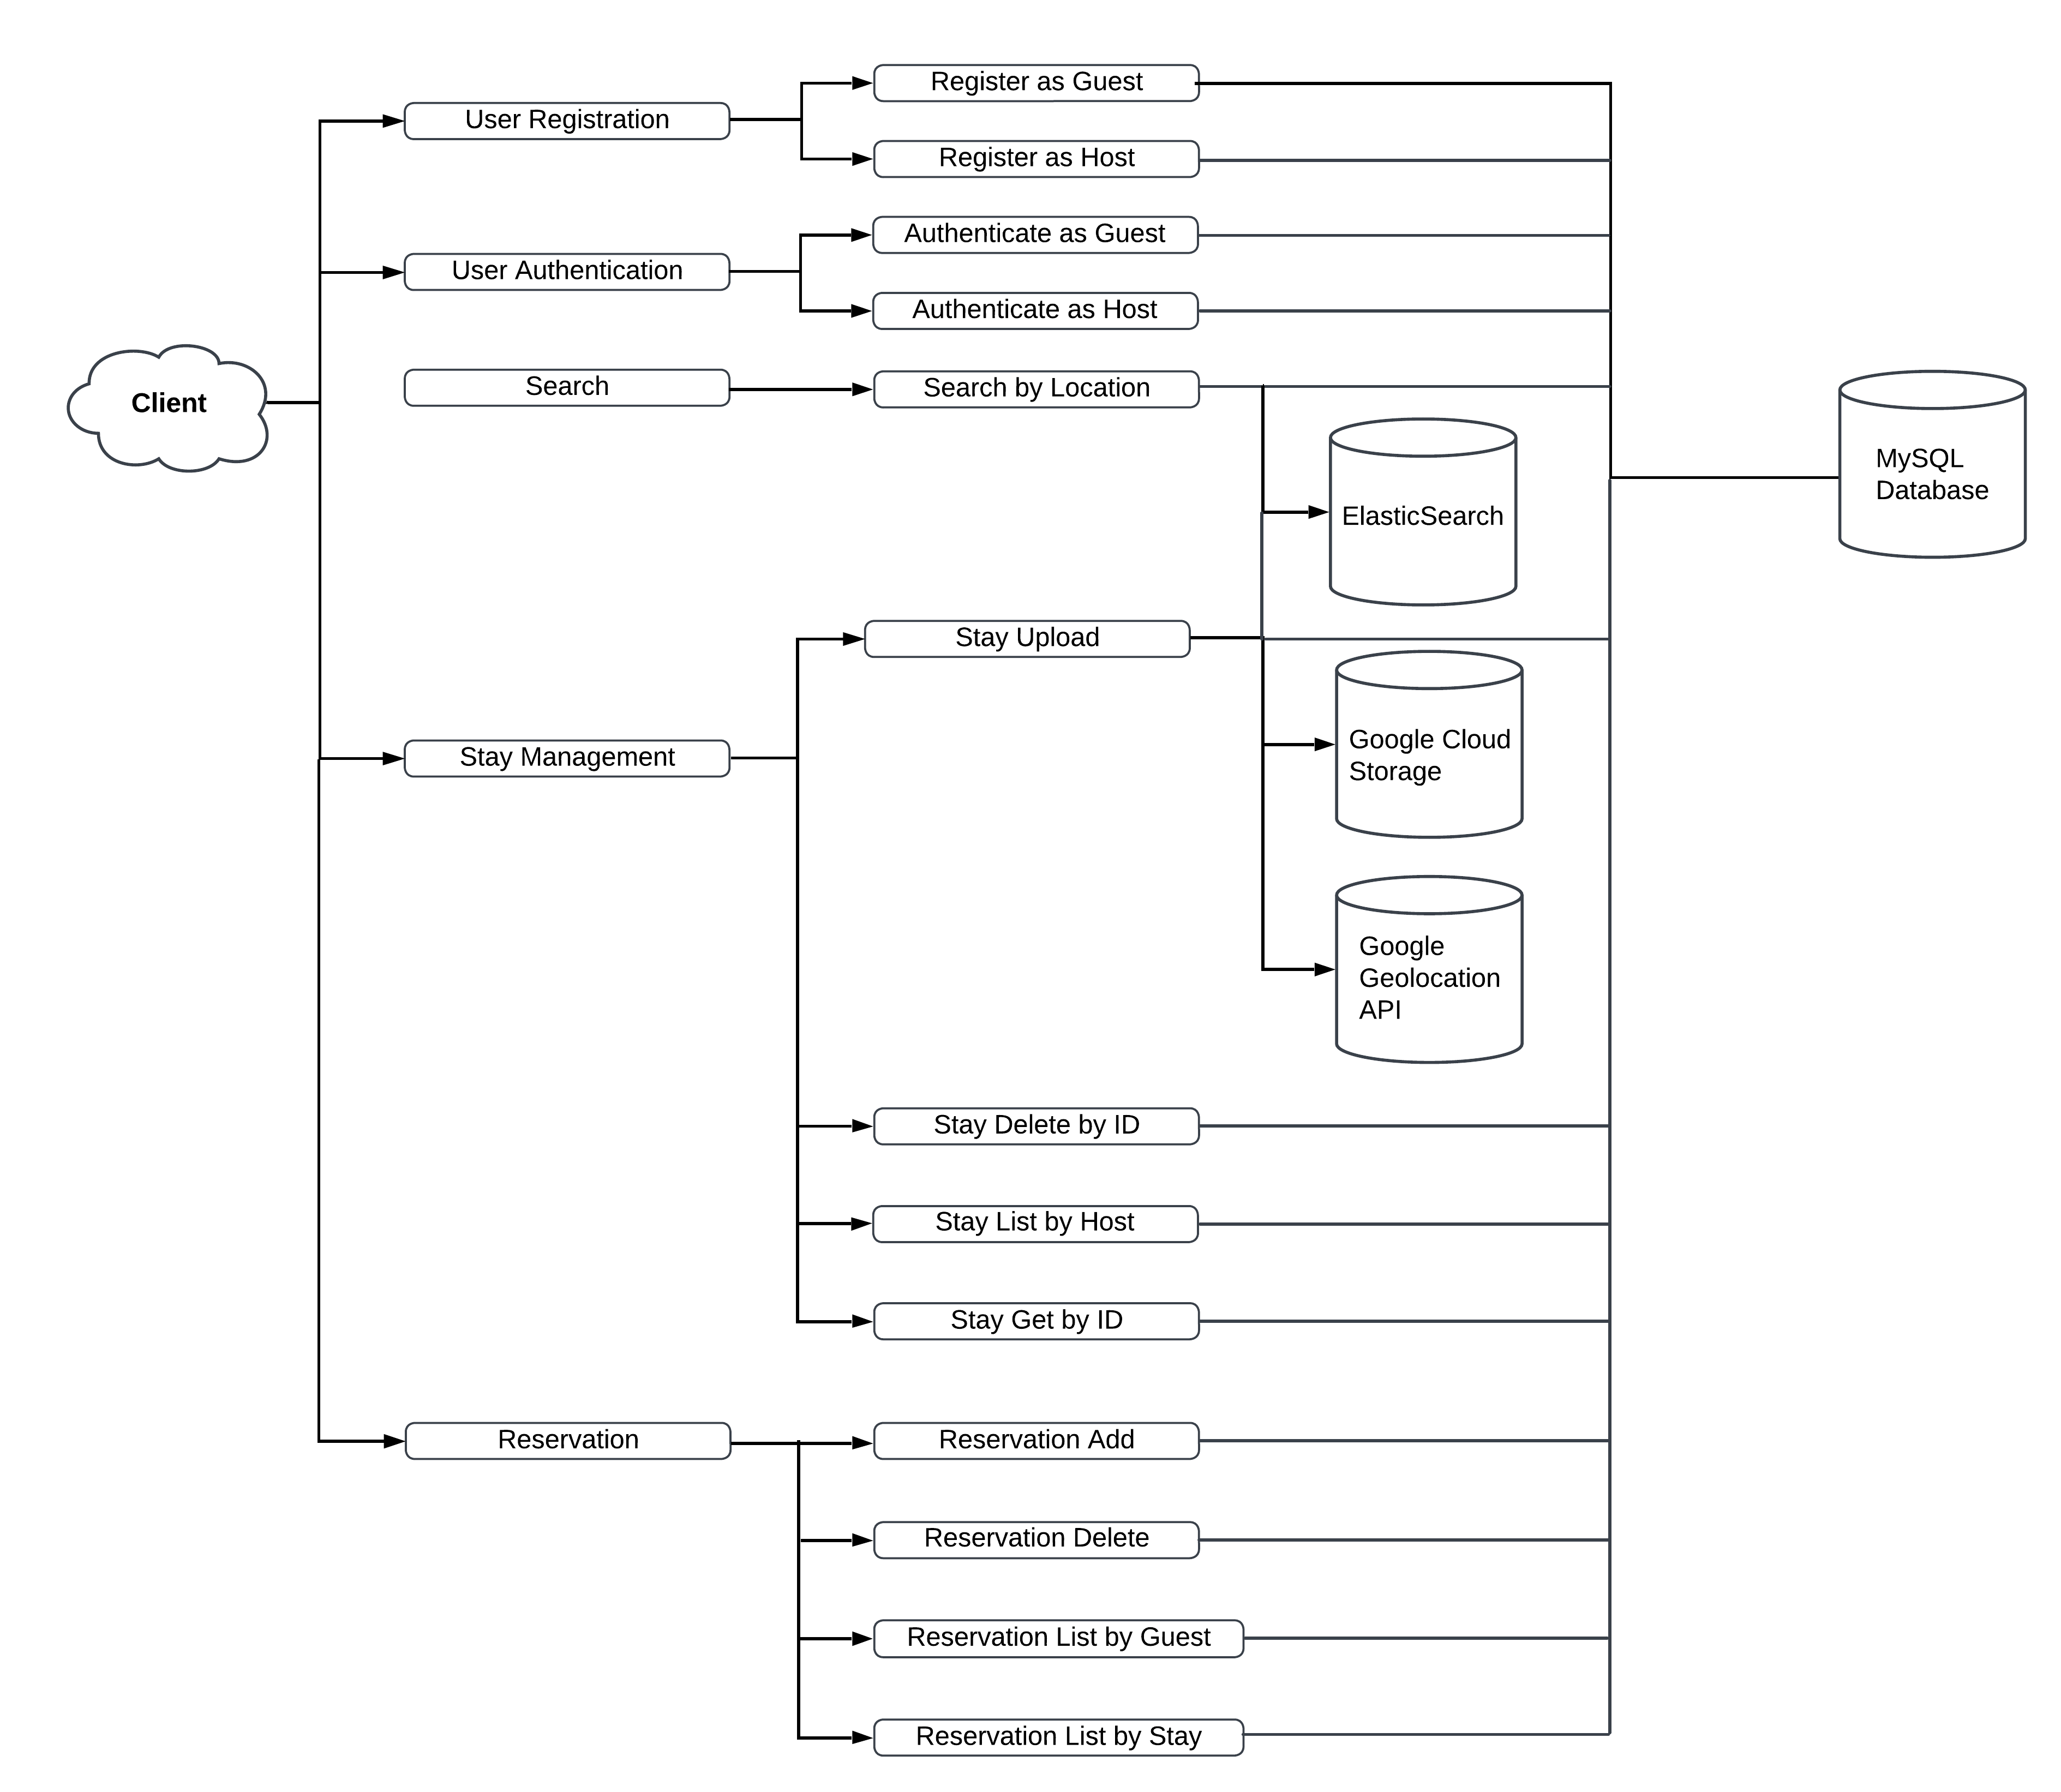 Register as Guest
User Registration
Register as Host
Authenticate as Guest
User Authentication
Authenticate as Host
Client
Search
Search by Location
MySQL
Database
ElasticSearch
Stay Upload
Stay Management
Google Cloud
Storage
Google
Geolocation
API
Stay Delete by ID
Stay List by Host
Stay Get by ID
Reservation
Reservation Add
Reservation Delete
Reservation List by Guest
Reservation List by Stay